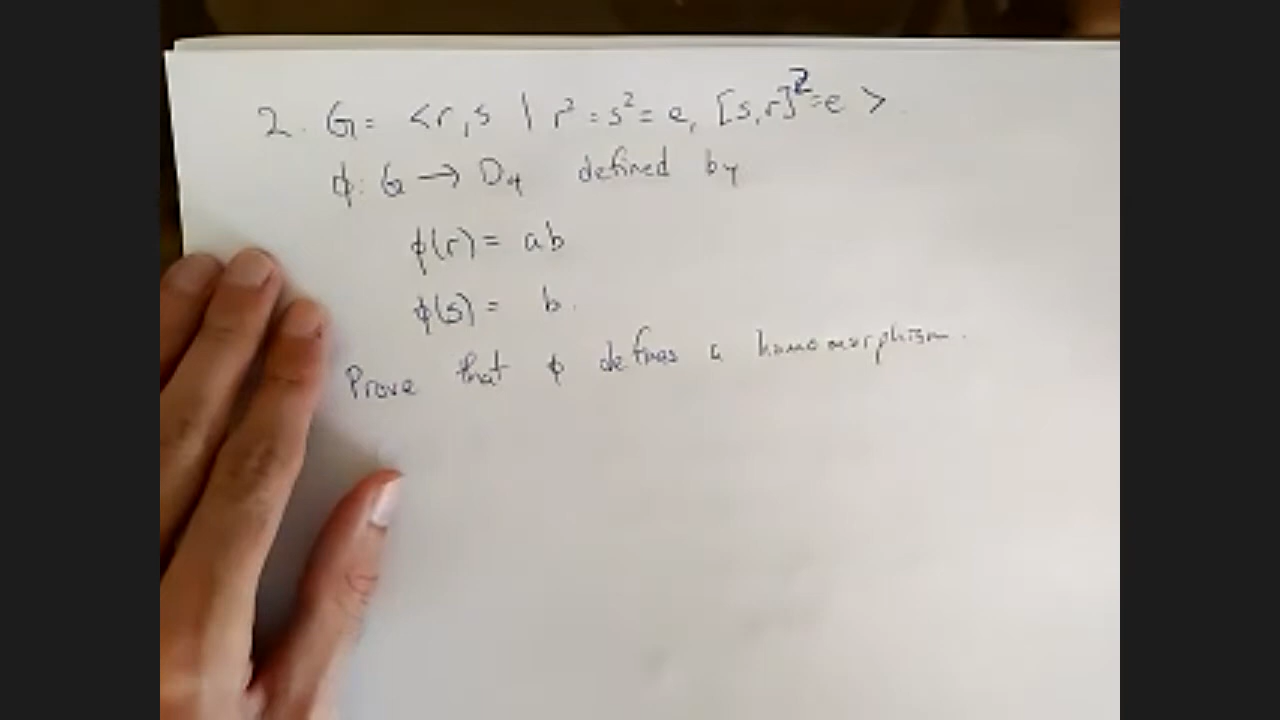 2. G = <r,s | r² = s² = e, [s,r]² = e >.
ϕ: G → D₄ defined by
ϕ(r) = ab
ϕ(s) = b.
Prove that ϕ defines a homomorphism.